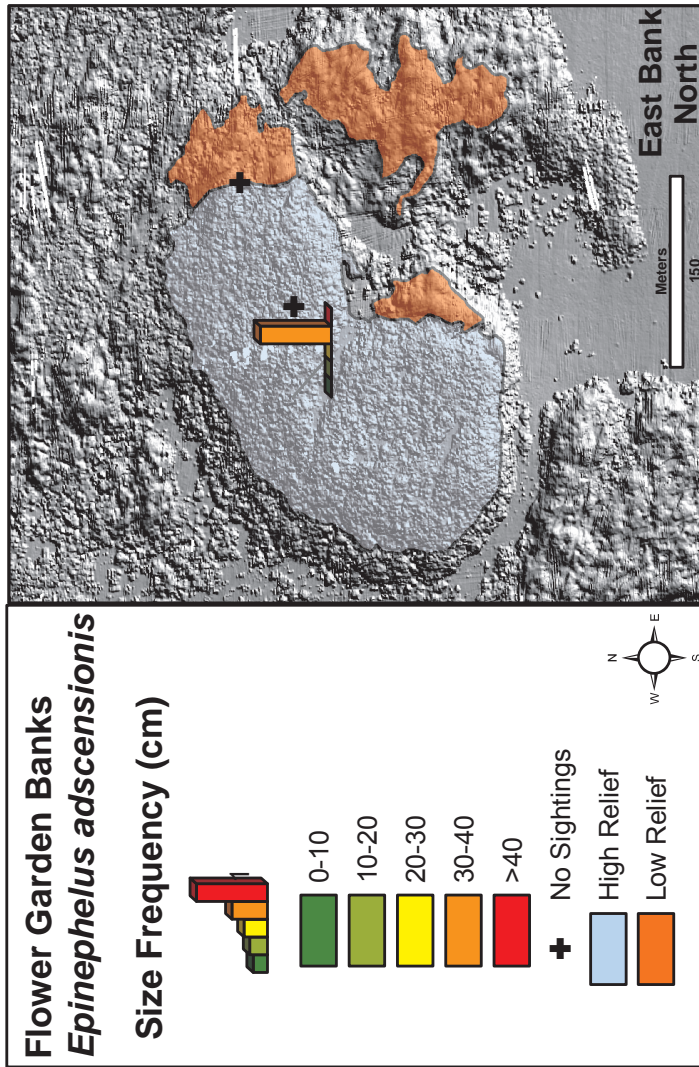 Flower Garden Banks
Epinephelus adscensionis
Size Frequency (cm)
1
0-10
10-20
20-30
30-40
>40
No Sightings
High Relief
Low Relief
N
W
E
S
East Bank
North
Meters
150